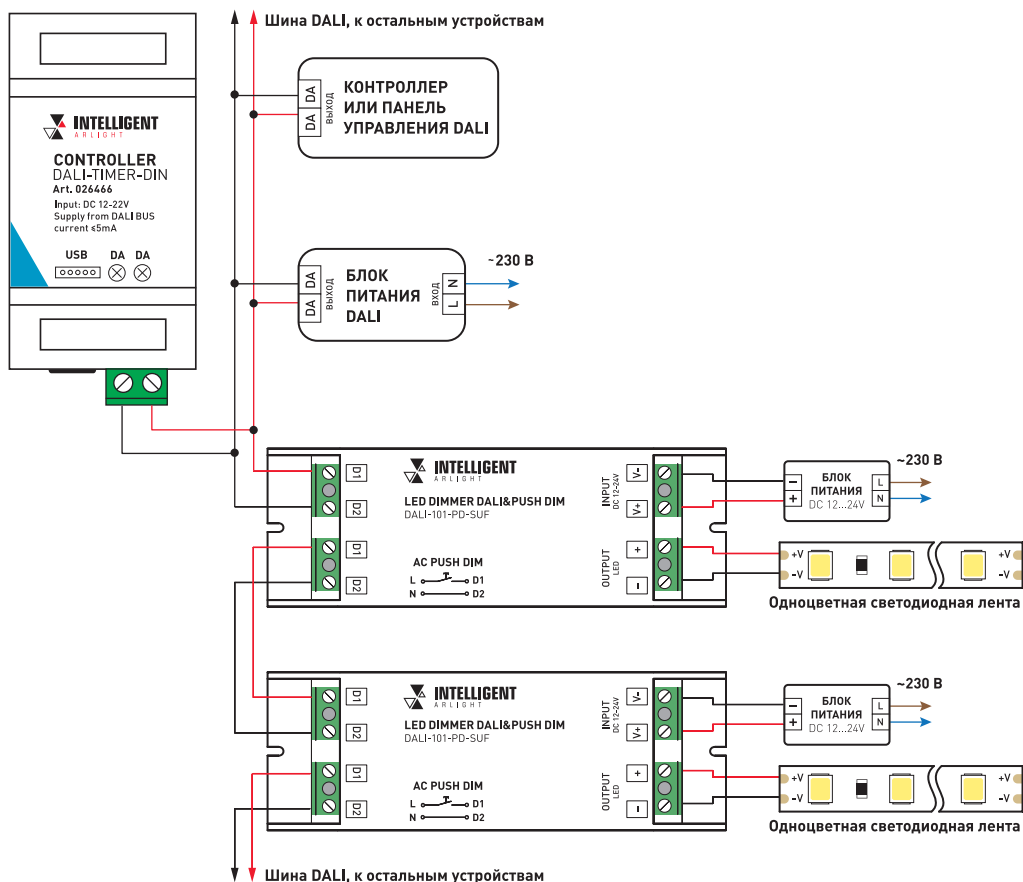 Шина DALI, к остальным устройствам
INTELLIGENT
ARLIGHT
CONTROLLER
DALI-TIMER-DIN
Art. 026466
Input: DC 12-22V
Supply from DALI BUS
current ≤5mA
USB DA DA
DA
DA
ВЫХОД
КОНТРОЛЛЕР
ИЛИ ПАНЕЛЬ
УПРАВЛЕНИЯ DALI
DA
DA
ВЫХОД
БЛОК
ПИТАНИЯ
DALI
ВХОД
N
L
~230 В
D1
D2
D1
D2
INTELLIGENT
ARLIGHT
LED DIMMER DALI&PUSH DIM
DALI-101-PD-SUF
AC PUSH DIM
L D1
N D2
INPUT
DC 12-24V
V-
V+
OUTPUT
LED
+
-
~230 В
−
+
БЛОК
ПИТАНИЯ
DC 12...24V
L
N
+V
-V
Одноцветная светодиодная лента
D1
D2
D1
D2
INTELLIGENT
ARLIGHT
LED DIMMER DALI&PUSH DIM
DALI-101-PD-SUF
AC PUSH DIM
L D1
N D2
INPUT
DC 12-24V
V-
V+
OUTPUT
LED
+
-
~230 В
−
+
БЛОК
ПИТАНИЯ
DC 12...24V
L
N
+V
-V
Одноцветная светодиодная лента
Шина DALI, к остальным устройствам